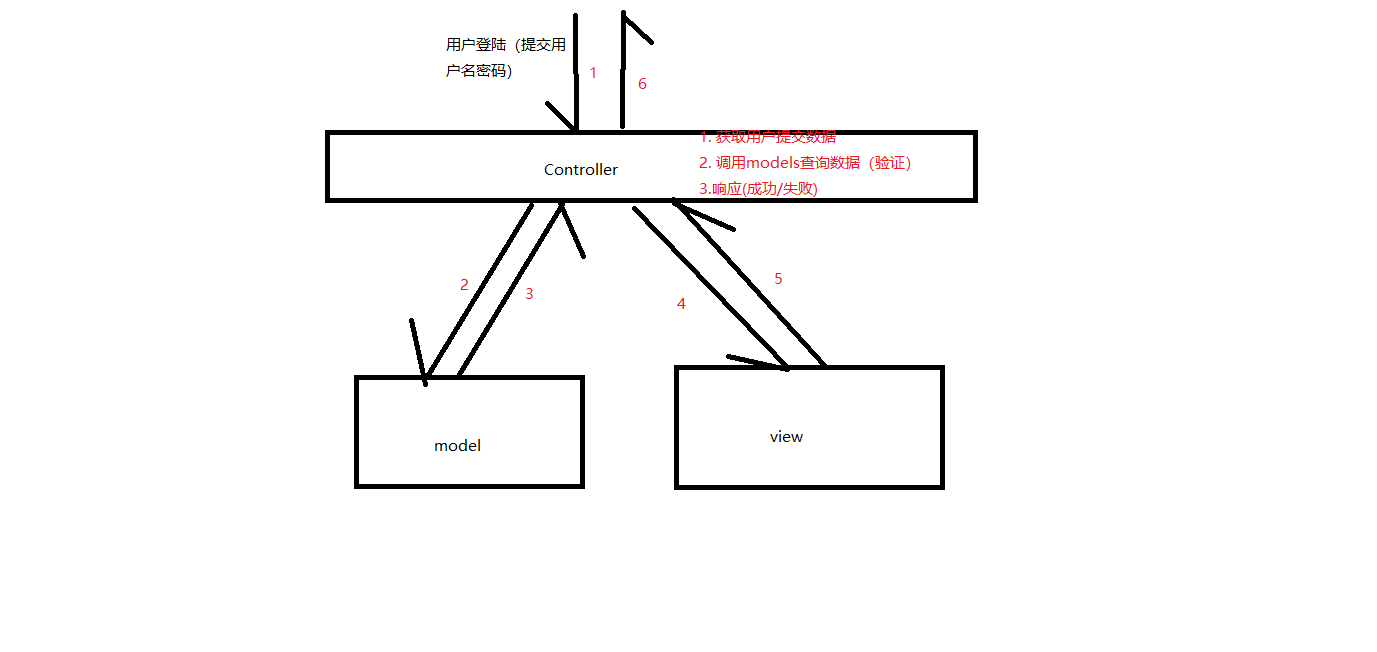 用户登陆（提交用
户名密码）
1
6
1. 获取用户提交数据
Controller
2. 调用models查询数据（验证）
3.响应(成功/失败)
2
3
4
5
model
view